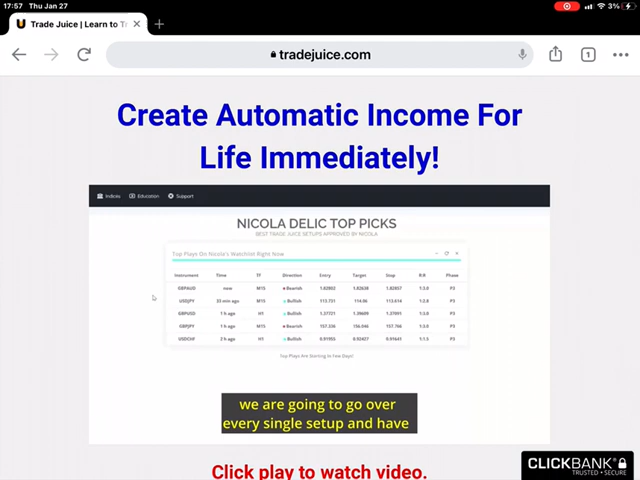 17:57 Thu Jan 27 3%
Trade Juice | Learn to T
tradejuice.com
1
Create Automatic Income For
Life Immediately!
Indicies Education Support
NICOLA DELIC TOP PICKS
BEST TRADE JUICE SETUPS APPROVED BY NICOLA
Top Plays On Nicola's Watchlist Right Now
Instrument Time TF Direction Entry Target Stop R:R Phase
GBPAUD now M15 Bearish 1.82802 1.82638 1.82857 1:3.0 P3
USDJPY 35 min ago M15 Bullish 113.731 114.06 113.614 1:2.8 P3
GBPUSD 1 h ago H1 Bullish 1.37721 1.39609 1.37091 1:3.0 P3
GBPJPY 1 h ago M15 Bearish 157.336 156.046 157.766 1:3.0 P3
USDCHF 2 h ago H1 Bullish 0.91955 0.92427 0.91641 1:1.5 P3
Top Plays Are Starting in Few Days!
we are going to go over
every single setup and have
Click play to watch video.
CLICKBANK
TRUSTED SECURE